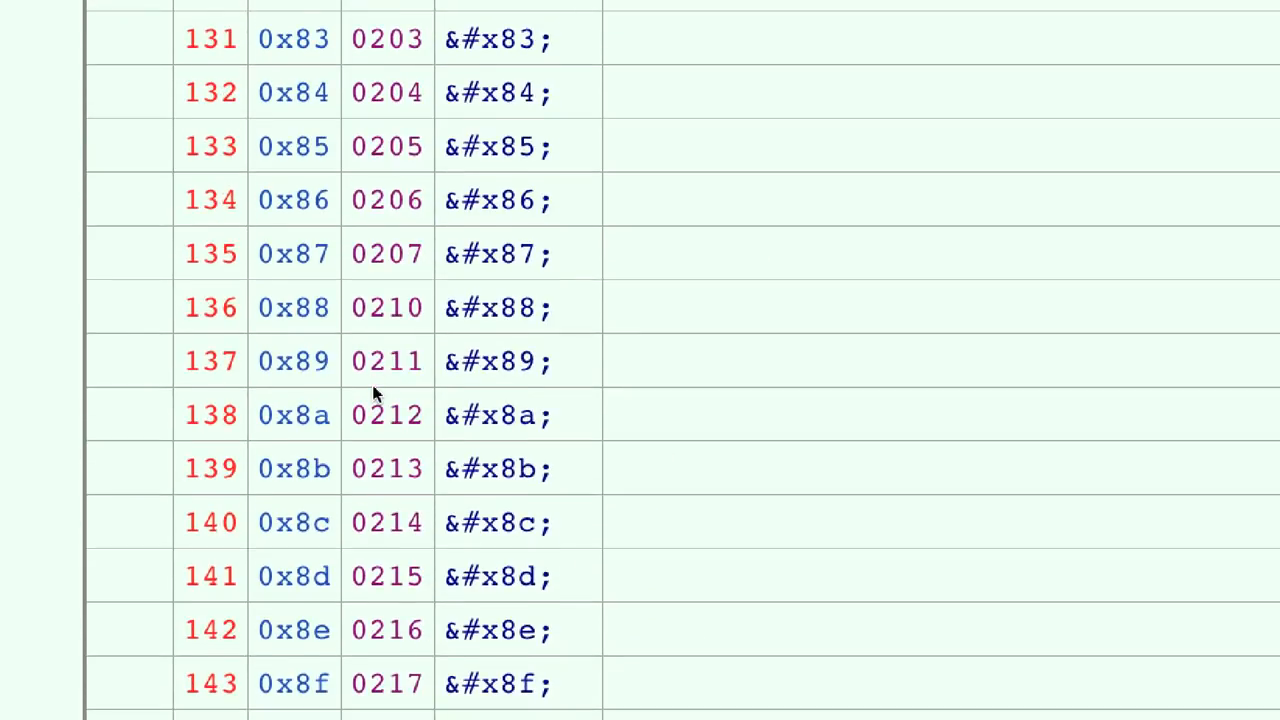 131 0x83 0203 &#x83;
132 0x84 0204 &#x84;
133 0x85 0205 &#x85;
134 0x86 0206 &#x86;
135 0x87 0207 &#x87;
136 0x88 0210 &#x88;
137 0x89 0211 &#x89;
138 0x8a 0212 &#x8a;
139 0x8b 0213 &#x8b;
140 0x8c 0214 &#x8c;
141 0x8d 0215 &#x8d;
142 0x8e 0216 &#x8e;
143 0x8f 0217 &#x8f;